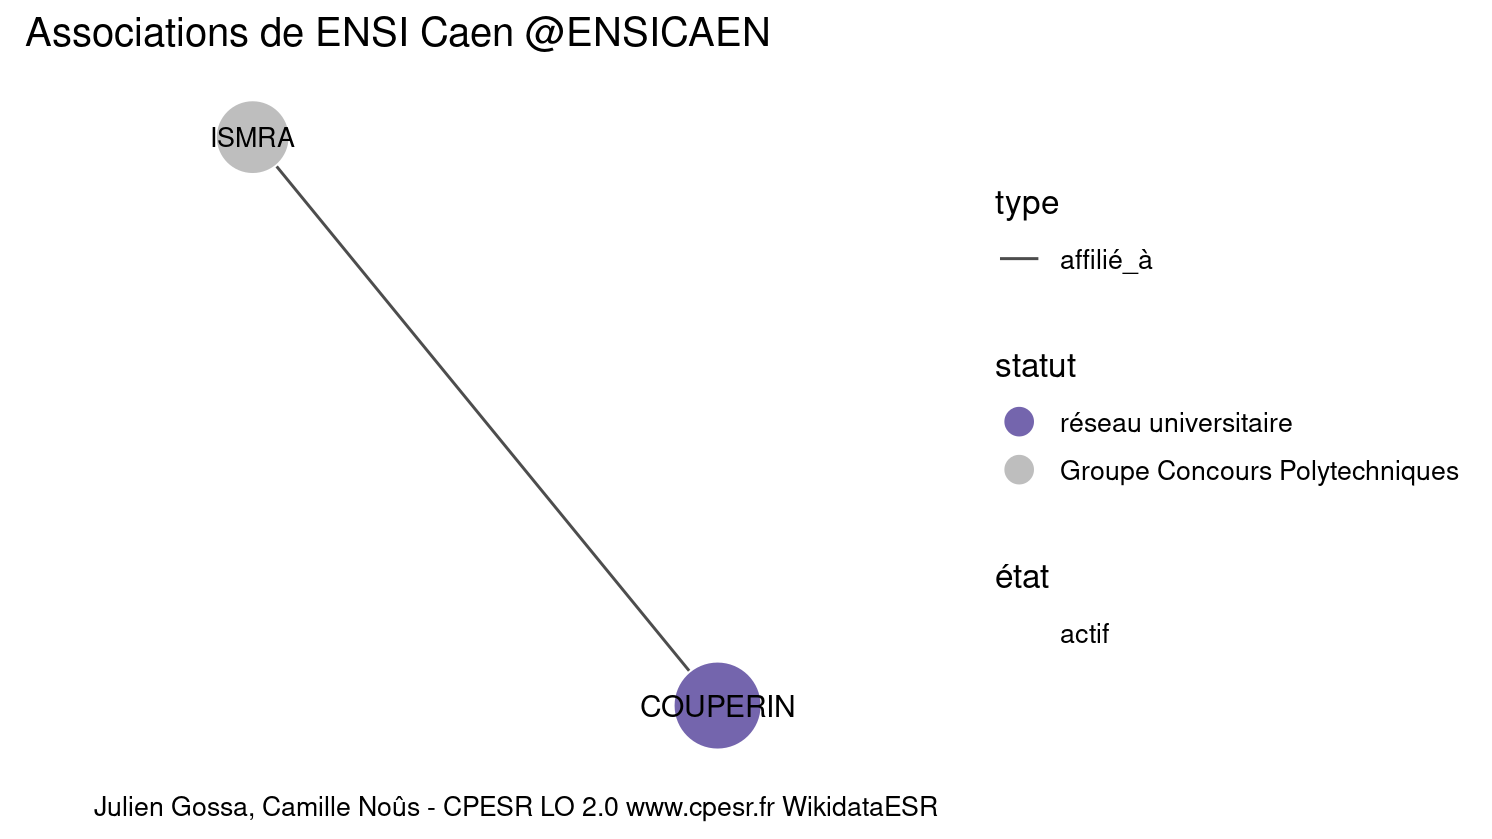 Associations de ENSI Caen @ENSICAEN
ISMRA
COUPERIN
type
affilié_à
statut
réseau universitaire
Groupe Concours Polytechniques
état
actif
Julien Gossa, Camille Noûs - CPESR LO 2.0 www.cpesr.fr WikidataESR